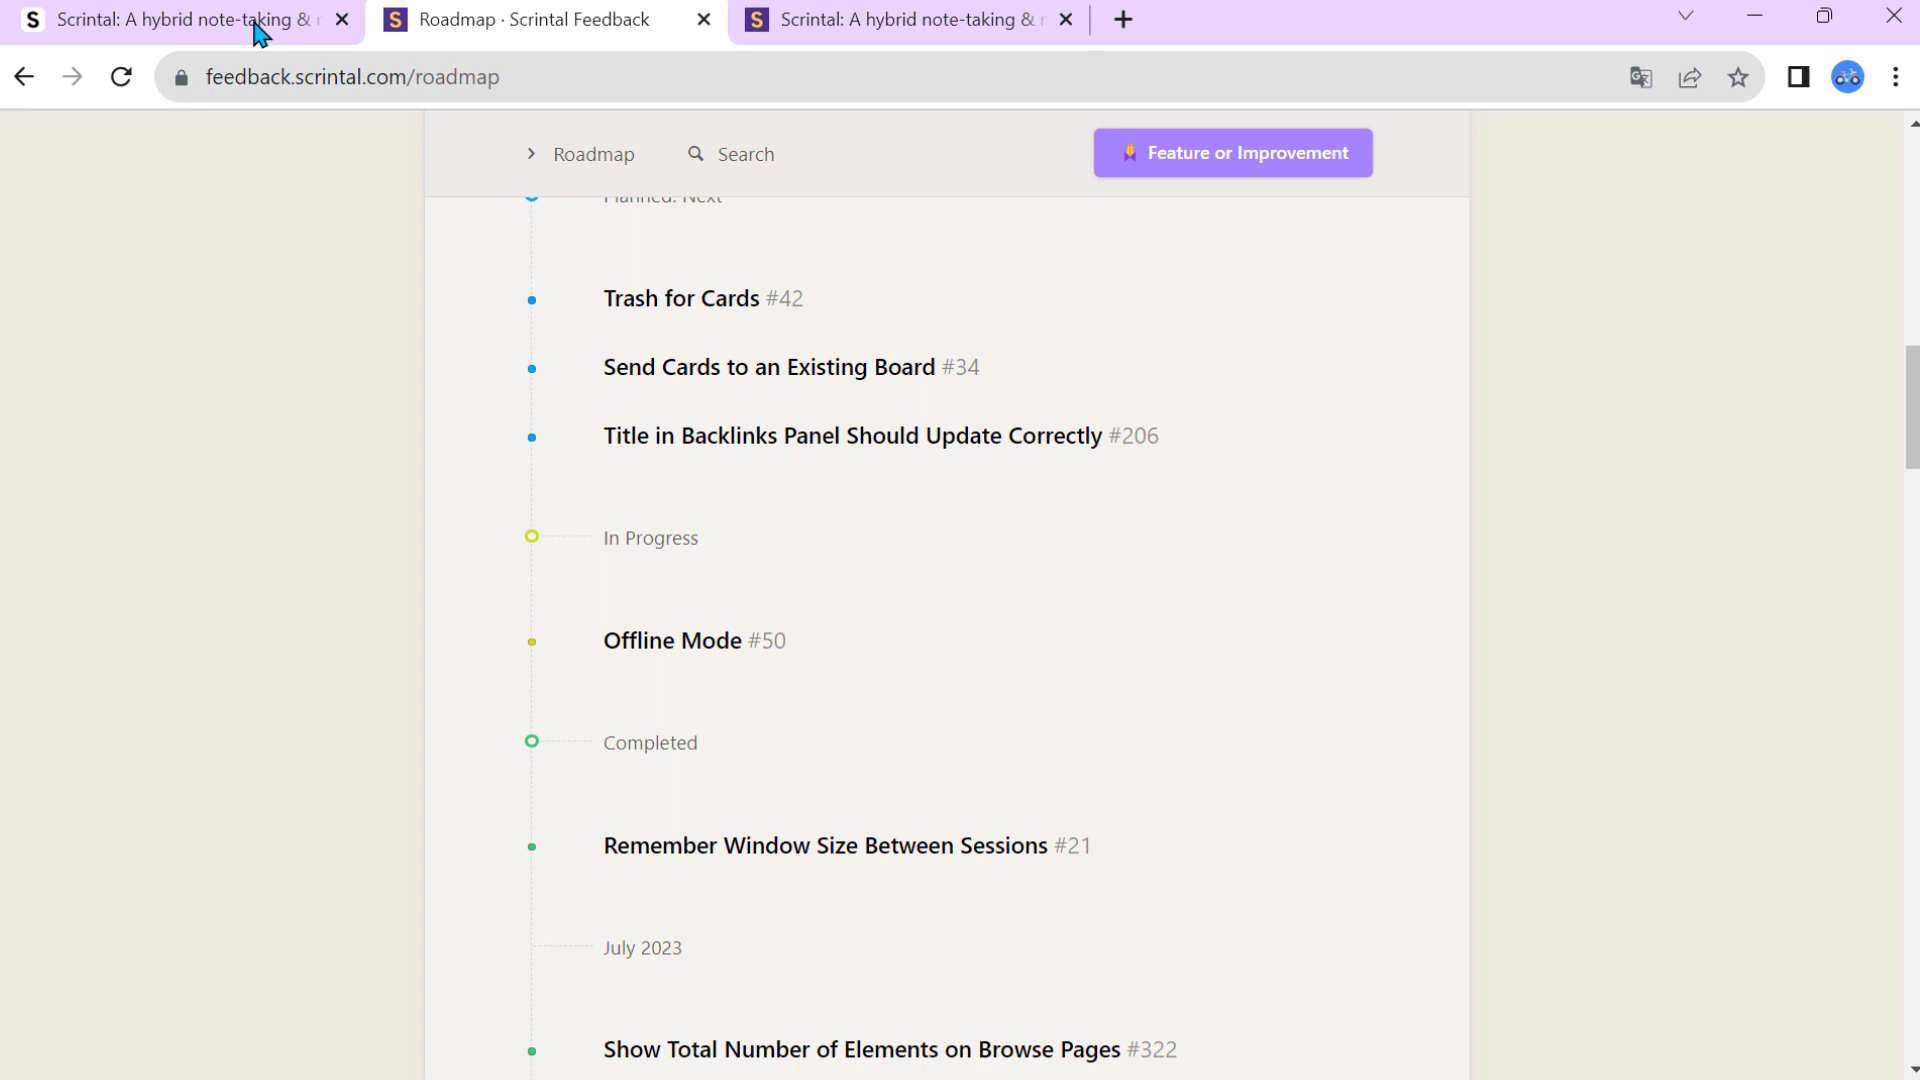 S Scrintal: A hybrid note-taking &
S Roadmap · Scrintal Feedback
S Scrintal: A hybrid note-taking &
feedback.scrintal.com/roadmap
Roadmap
Search
Feature or Improvement
Planned: Next
Trash for Cards #42
Send Cards to an Existing Board #34
Title in Backlinks Panel Should Update Correctly #206
In Progress
Offline Mode #50
Completed
Remember Window Size Between Sessions #21
July 2023
Show Total Number of Elements on Browse Pages #322